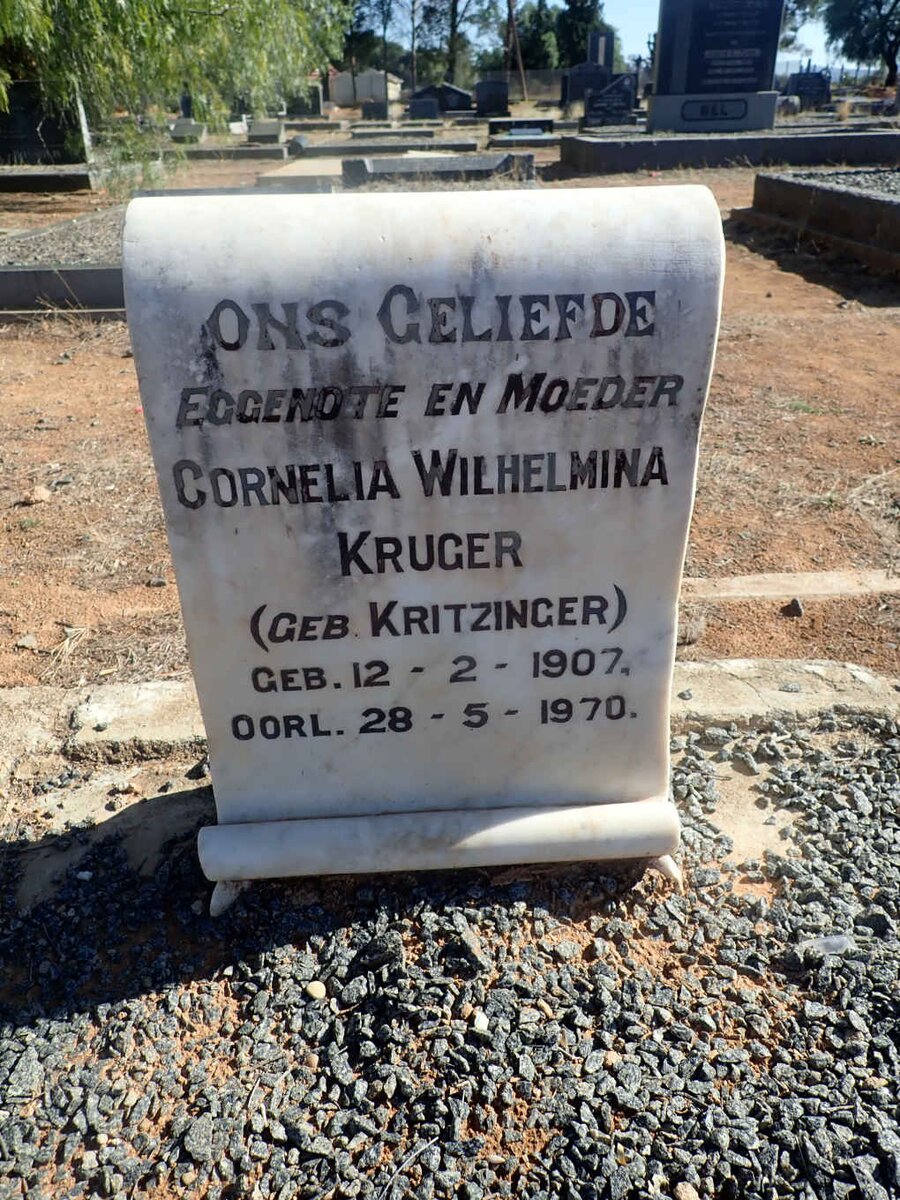 ONS GELIEFDE
EGGENOTE EN MOEDER
CORNELIA WILHELMINA
KRUGER
(GEB. KRITZINGER)
GEB. 12 - 2 - 1907.
OORL. 28 - 5 - 1970.